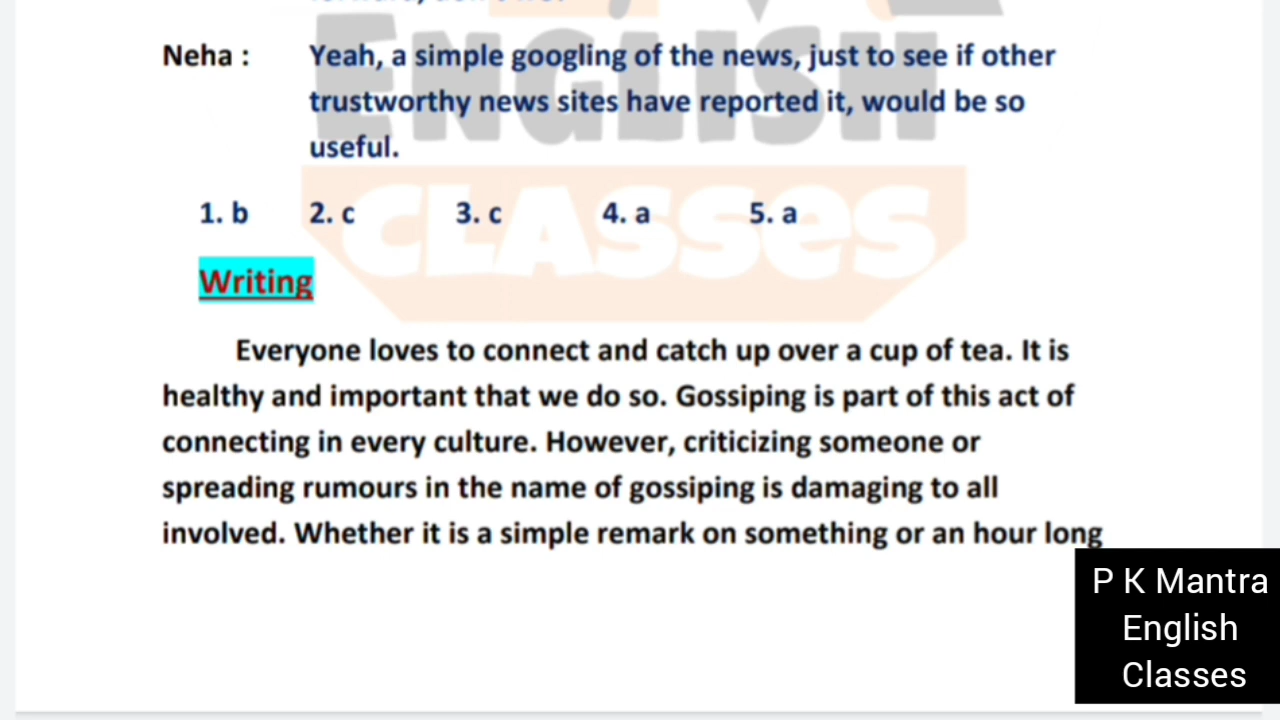 Neha : Yeah, a simple googling of the news, just to see if other
trustworthy news sites have reported it, would be so
useful.
1. b 2. c 3. c 4. a 5. a
Writing
Everyone loves to connect and catch up over a cup of tea. It is
healthy and important that we do so. Gossiping is part of this act of
connecting in every culture. However, criticizing someone or
spreading rumours in the name of gossiping is damaging to all
involved. Whether it is a simple remark on something or an hour long
ENGLISH
CLASSES
P K Mantra
English
Classes